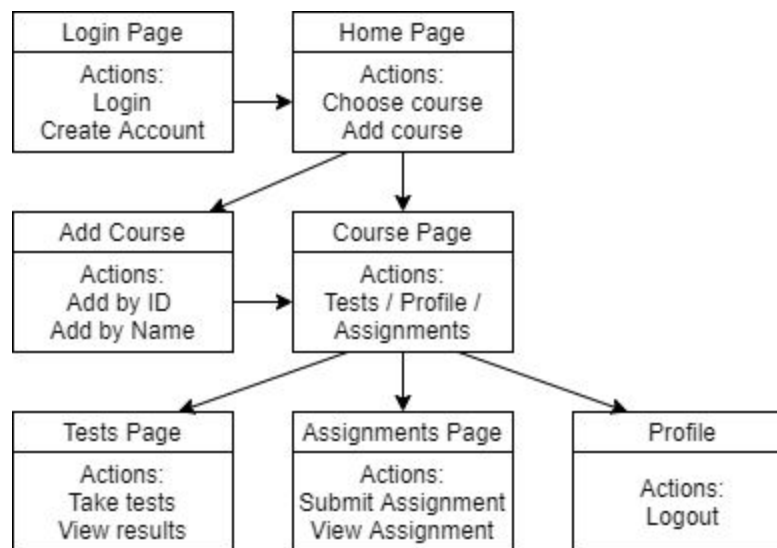 Login Page
Actions:
Login
Create Account
Home Page
Actions:
Choose course
Add course
Add Course
Actions:
Add by ID
Add by Name
Course Page
Actions:
Tests / Profile /
Assignments
Tests Page
Actions:
Take tests
View results
Assignments Page
Actions:
Submit Assignment
View Assignment
Profile
Actions:
Logout